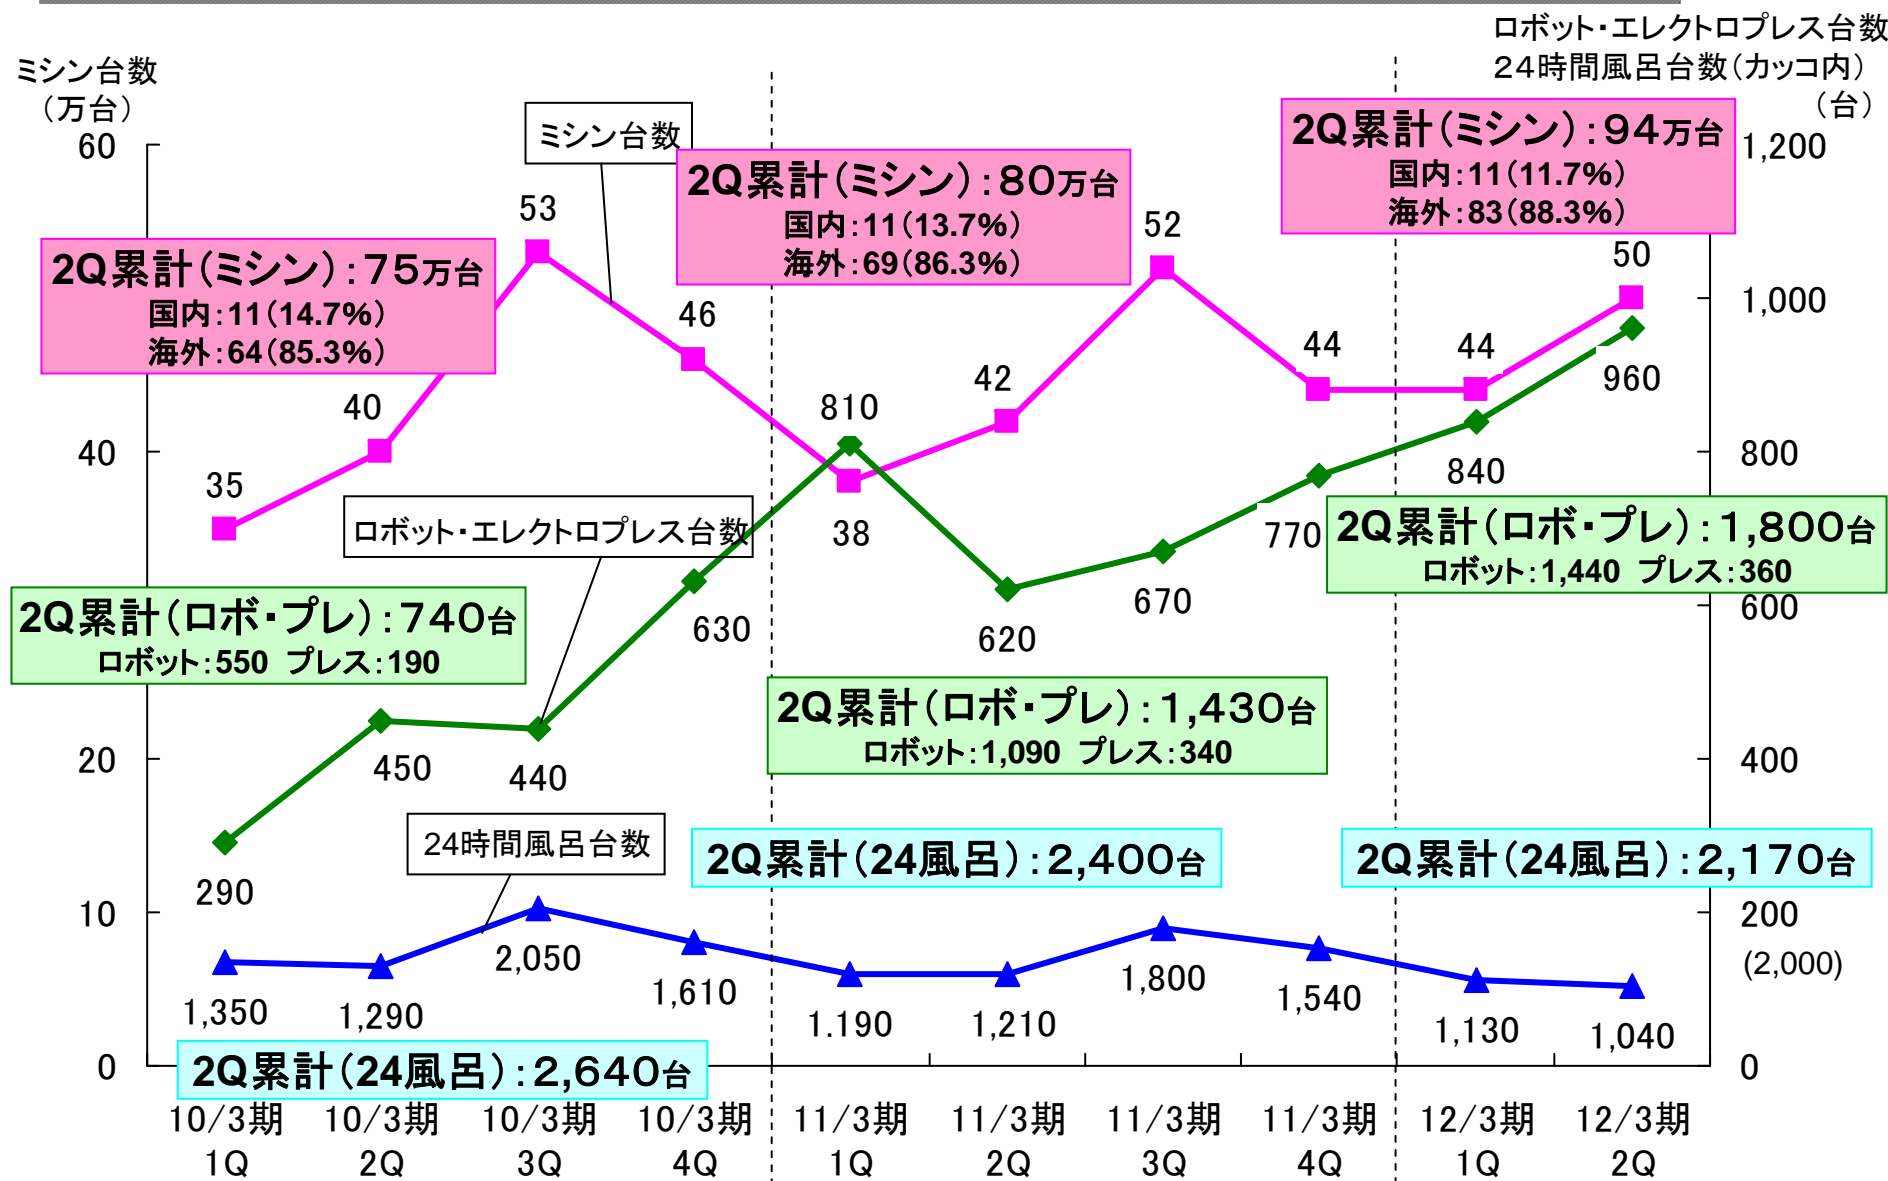 ロボット・エレクトロプレス台数
24時間風呂台数(カッコ内)
(台)
ミシン台数
(万台)
60
40
20
10
0
1,200
1,000
800
600
400
200
(2,000)
0
ミシン台数
ロボット・エレクトロプレス台数
24時間風呂台数
2Q累計(ミシン):75万台
国内:11(14.7%)
海外:64(85.3%)
2Q累計(ミシン):80万台
国内:11(13.7%)
海外:69(86.3%)
2Q累計(ミシン):94万台
国内:11(11.7%)
海外:83(88.3%)
35
40
53
46
38
42
52
44
44
50
2Q累計(ロボ・プレ):740台
ロボット:550 プレス:190
2Q累計(ロボ・プレ):1,430台
ロボット:1,090 プレス:340
2Q累計(ロボ・プレ):1,800台
ロボット:1,440 プレス:360
290
450
440
630
810
620
670
770
840
960
2Q累計(24風呂):2,640台
2Q累計(24風呂):2,400台
2Q累計(24風呂):2,170台
1,350
1,290
2,050
1,610
1.190
1,210
1,800
1,540
1,130
1,040
10/3期
1Q
10/3期
2Q
10/3期
3Q
10/3期
4Q
11/3期
1Q
11/3期
2Q
11/3期
3Q
11/3期
4Q
12/3期
1Q
12/3期
2Q